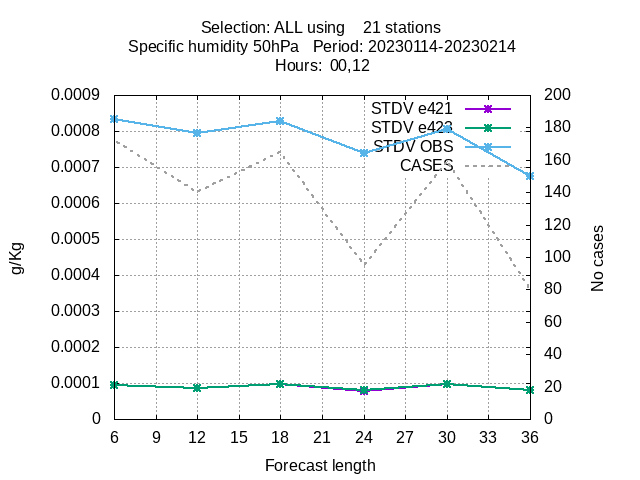 Selection: ALL using    21 stations
Specific humidity 50hPa   Period: 20230114-20230214
Hours:  00,12
0.0009
0.0008
0.0007
0.0006
0.0005
0.0004
0.0003
0.0002
0.0001
0
g/Kg
STDV e421
STDV e423
STDV OBS
CASES
200
180
160
140
120
100
80
60
40
20
0
No cases
6 9 12 15 18 21 24 27 30 33 36
Forecast length